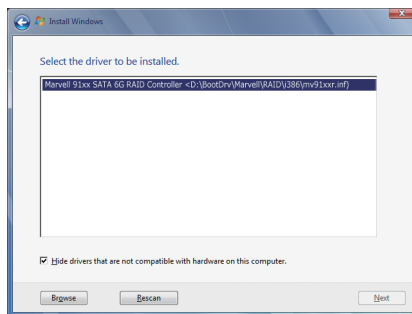 Install Windows
Select the driver to be installed.
Marvell 91xx SATA 6G RAID Controller <D:\BootDrv\Marvell\RAID\i386\mv91xxr.inf)
Hide drivers that are not compatible with hardware on this computer.
Browse Rescan Next